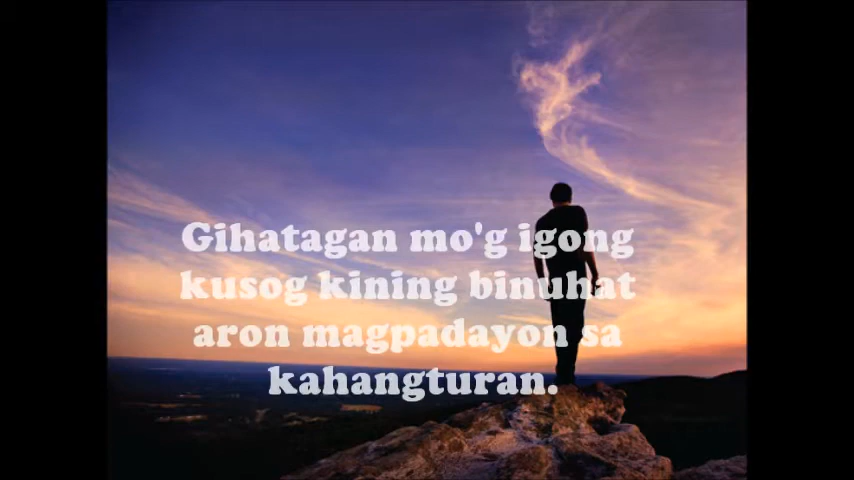 Gihatagan mo'g igong
kusog kining binuhat
aron magpadayon sa
kahangturan.